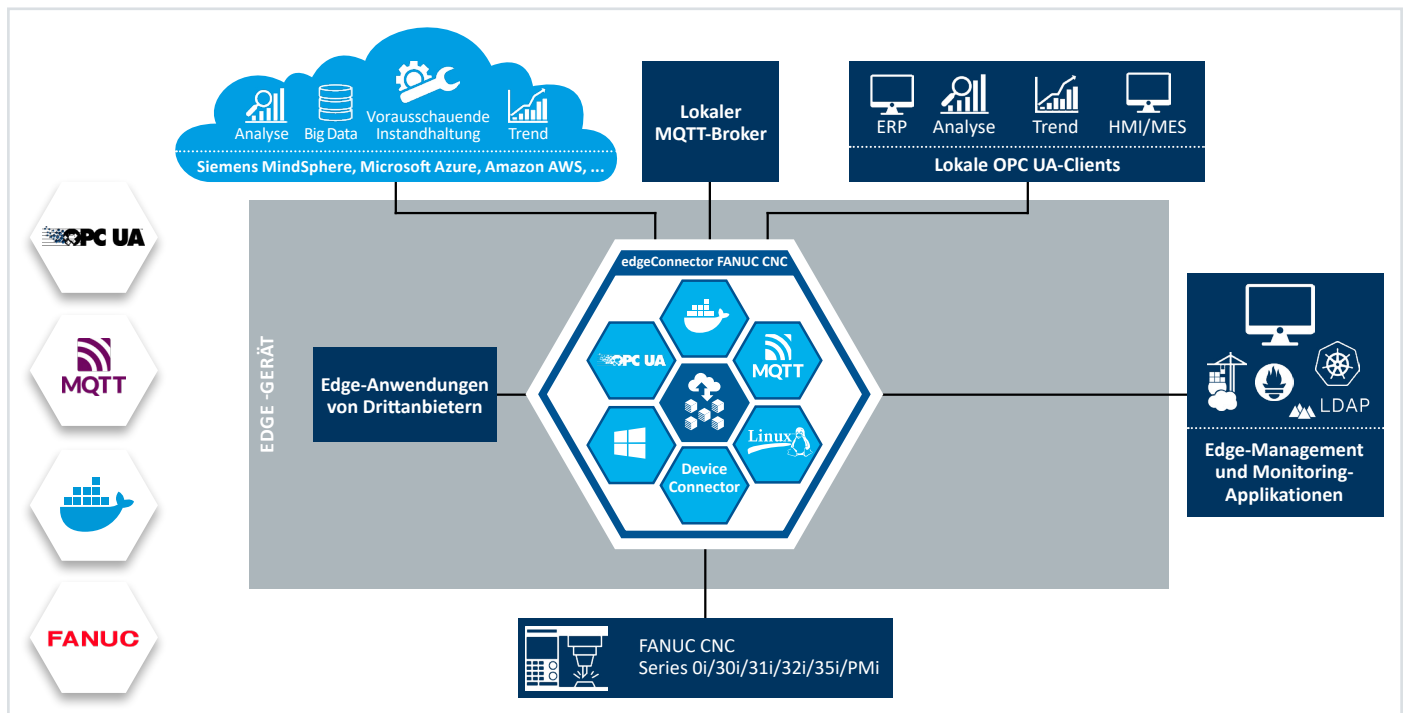 Analyse
Big Data
Vorausschauende
Instandhaltung
Trend
Siemens MindSphere, Microsoft Azure, Amazon AWS, ...
Lokaler
MQTT-Broker
ERP
Analyse
Trend
HMI/MES
Lokale OPC UA-Clients
OPC UA
MQTT
FANUC
EDGE -GERÄT
Edge-Anwendungen
von Drittanbietern
edgeConnector FANUC CNC
OPC UA
MQTT
Linux
Device
Connector
LDAP
Edge-Management
und Monitoring-
Applikationen
FANUC CNC
Series 0i/30i/31i/32i/35i/PMi